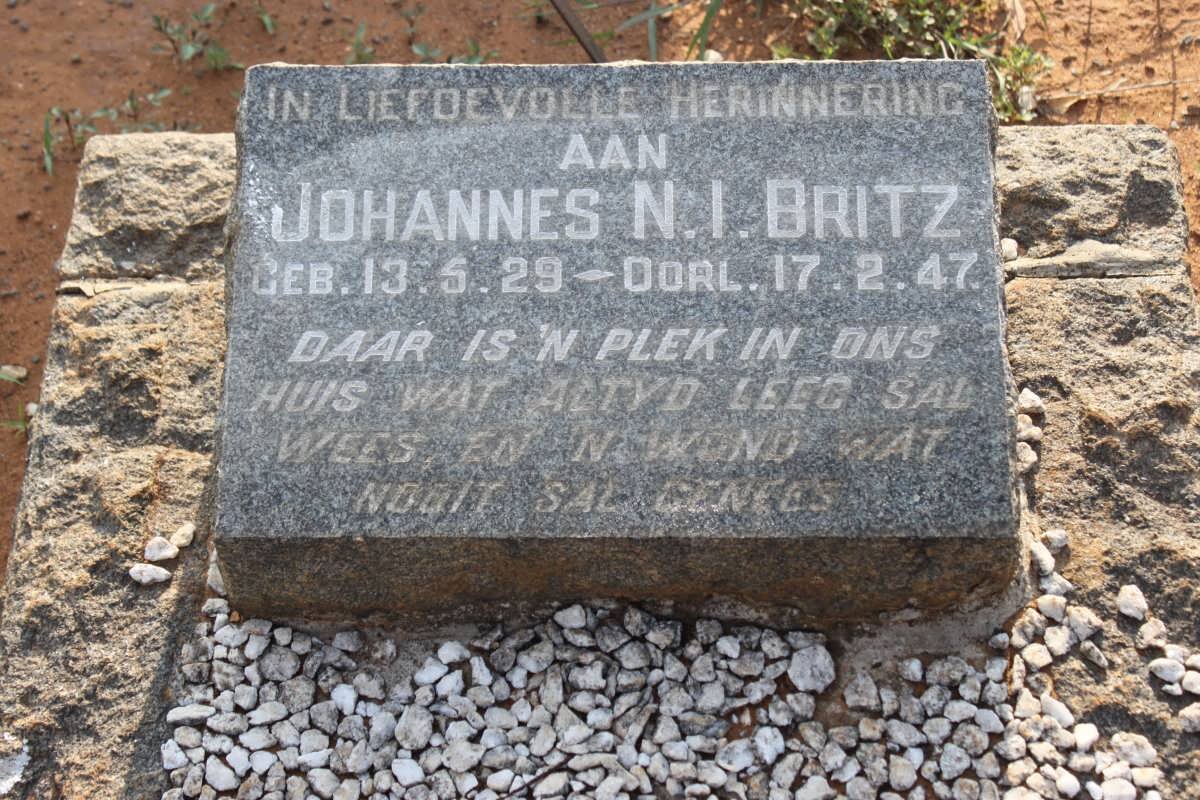 IN LIEFDEVOLLE HERINNERING
AAN
JOHANNES N.I. BRITZ
GEB. 13.5.29 – OORL. 17.2.47.
DAAR IS 'N PLEK IN ONS
HUIS WAT ALTYD LEEG SAL
WEES, EN 'N WOND WAT
NOOIT SAL GENEES